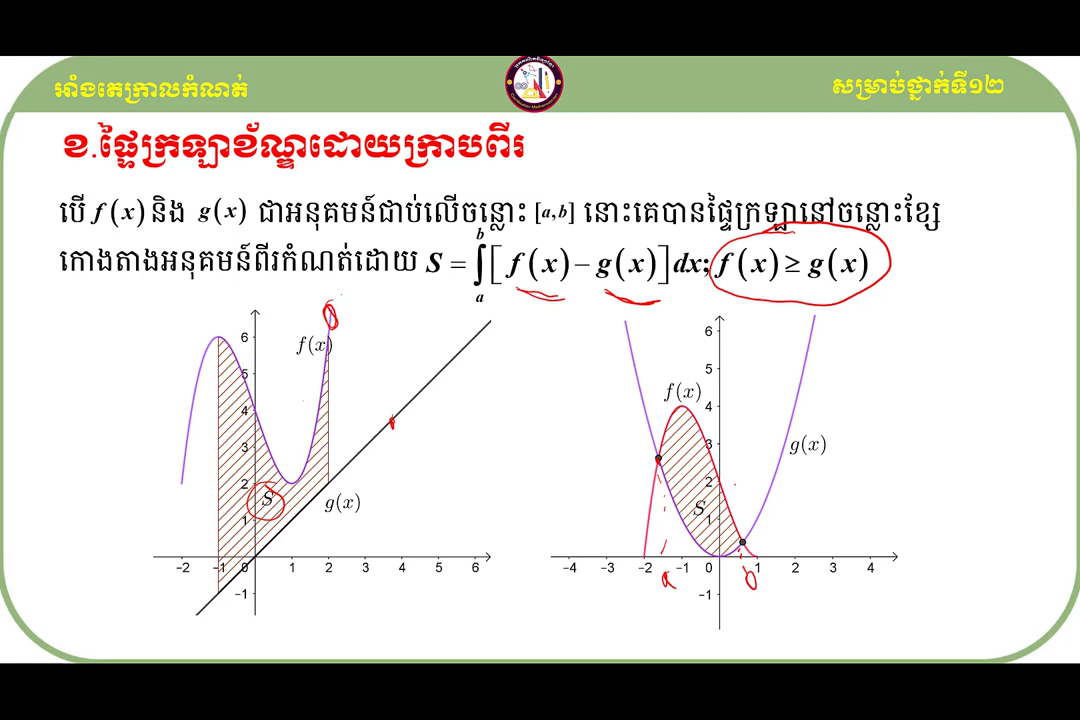 អាំងតេក្រាលកំណត់
សម្រាប់ថ្នាក់ទី១២
ខ.ផ្ទៃក្រឡាខ័ណ្ឌដោយក្រាបពីរ
បើ f(x) និង g(x) ជាអនុគមន៍ជាប់លើចន្លោះ [a,b] នោះគេបានផ្ទៃក្រឡានៅចន្លោះខ្សែ
កោងតាងអនុគមន៍ពីរកំណត់ដោយ S = ∫_a^b [f(x) − g(x)]dx; f(x) ≥ g(x)
f(x)
g(x)
S
6
5
4
3
2
1
−1
−2 −1 0 1 2 3 4 5 6
f(x)
g(x)
S
6
5
4
3
2
1
−1
−4 −3 −2 −1 0 1 2 3 4
a b